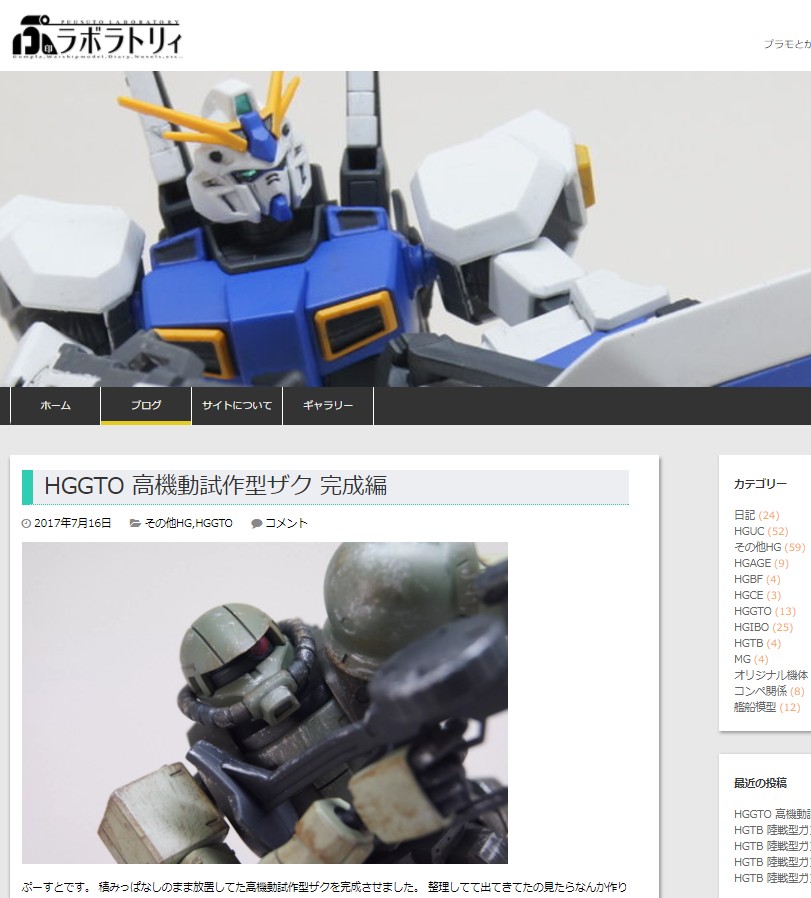 PUUSUTO LABORATORY
ぷ印ラボラトリィ
プラモとか
ホーム
ブログ
サイトについて
ギャラリー
HGGTO 高機動試作型ザク 完成編
2017年7月16日 その他HG,HGGTO コメント
ぷーすとです。 積みっぱなしのまま放置してた高機動試作型ザクを完成させました。 整理してて出てきてたの見たらなんか作り
カテゴリー
日記 (24)
HGUC (52)
その他HG (59)
HGAGE (9)
HGBF (4)
HGCE (3)
HGGTO (13)
HGIBO (25)
HGTB (4)
MG (4)
オリジナル機体
コンペ関係 (8)
艦船模型 (12)
最近の投稿
HGGTO 高機動試
HGTB 陸戦型ガ
HGTB 陸戦型ガ
HGTB 陸戦型ガ
HGTB 陸戦型ガ